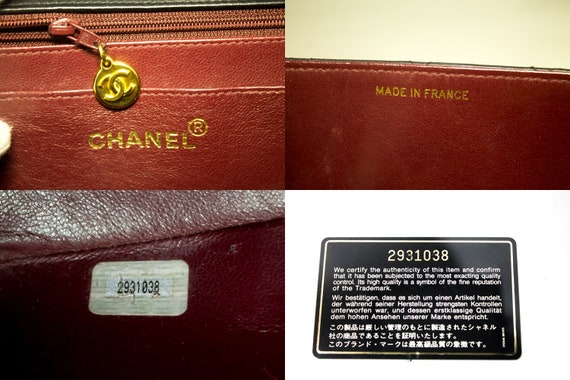 CHANEL®
MADE IN FRANCE
2931038
2931038
We certify the authenticity of this item and confirm
that it has been subjected to the most exacting quality
control. Its high quality is a symbol of the fine reputation
of the Trademark.
Wir bestätigen, dass es sich um einen Artikel handelt,
der während seiner Herstellung strengsten Kontrollen
unterworfen war, und dessen erstklassige Qualität
dem hohen Ansehen unserer Marke entspricht.
この製品は厳しい管理のもとに製造されたシャネル
社の商品であることを証明いたします。
このブランド・マークは最高級品の象徴です。